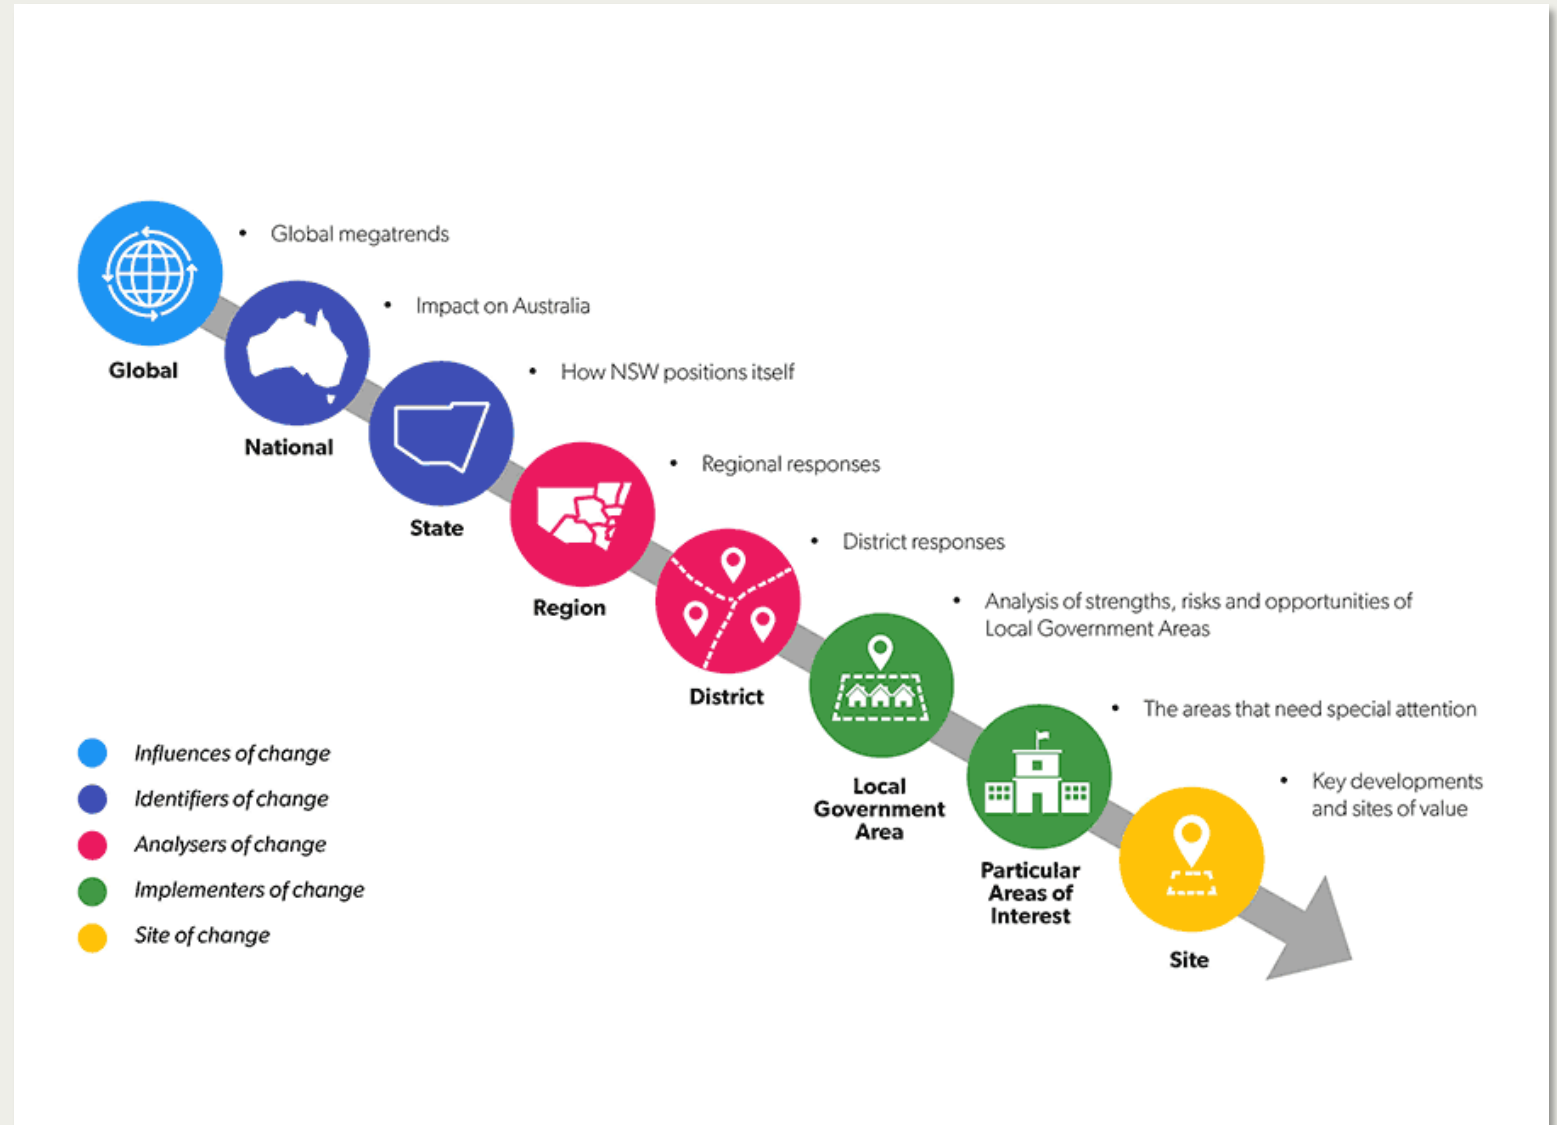 Global megatrends
Global
Impact on Australia
National
How NSW positions itself
State
Regional responses
Region
District responses
District
Analysis of strengths, risks and opportunities of
Local Government Areas
Local
Government
Area
The areas that need special attention
Particular
Areas of
Interest
Key developments
and sites of value
Site
Influences of change
Identifiers of change
Analysers of change
Implementers of change
Site of change